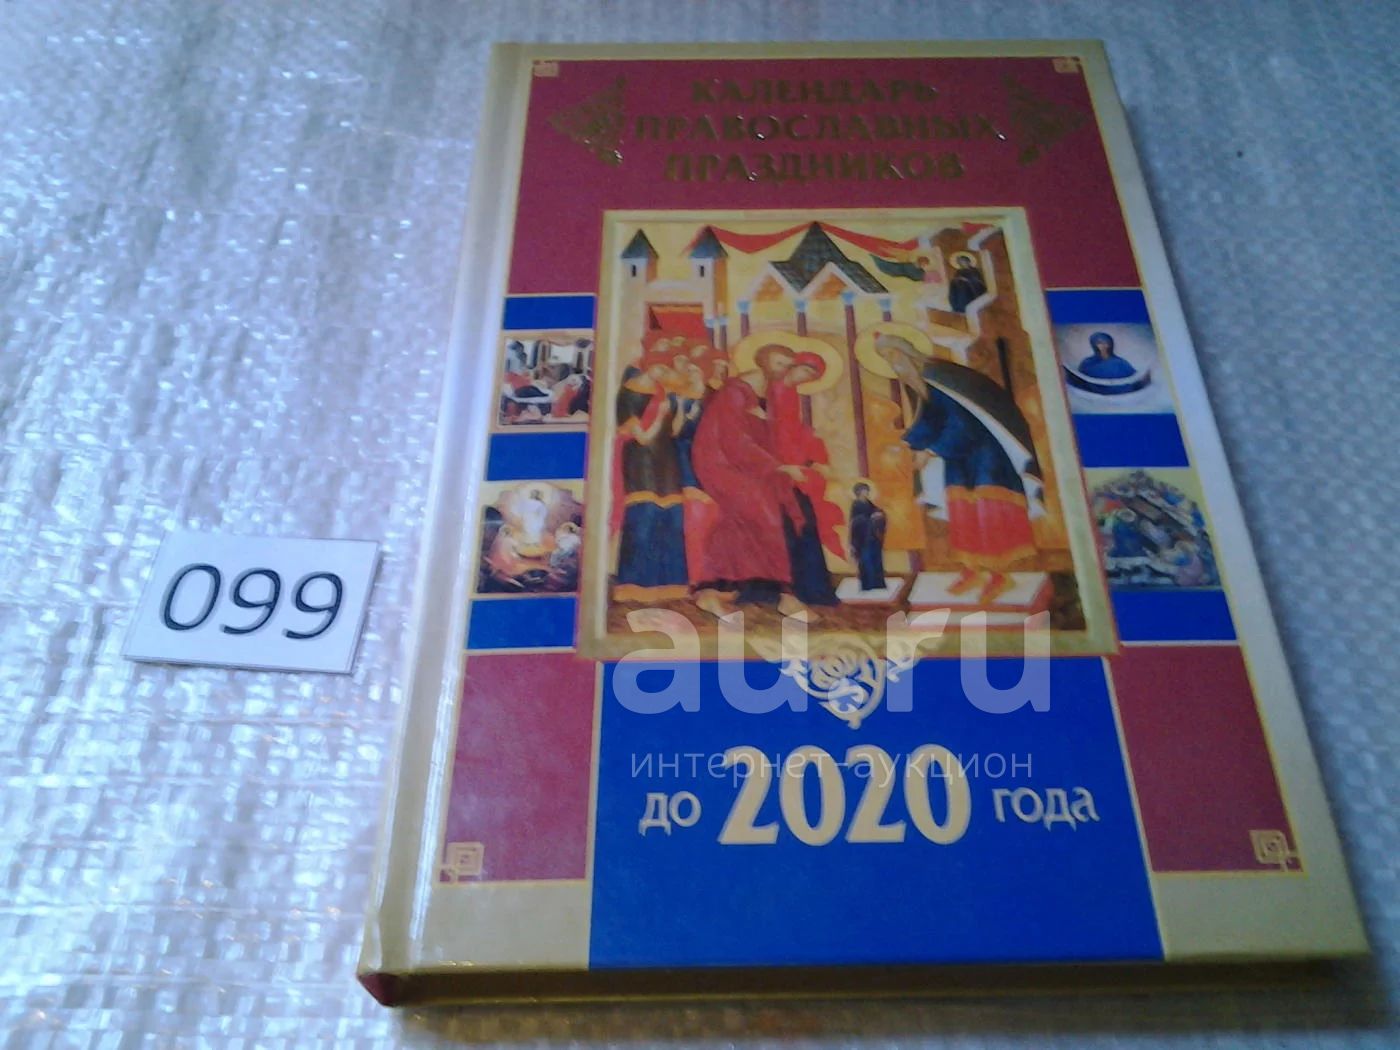 КАЛЕНДАРЬ
ПРАВОСЛАВНЫХ
ПРАЗДНИКОВ
099
au.ru
интернет-аукцион
до 2020 года